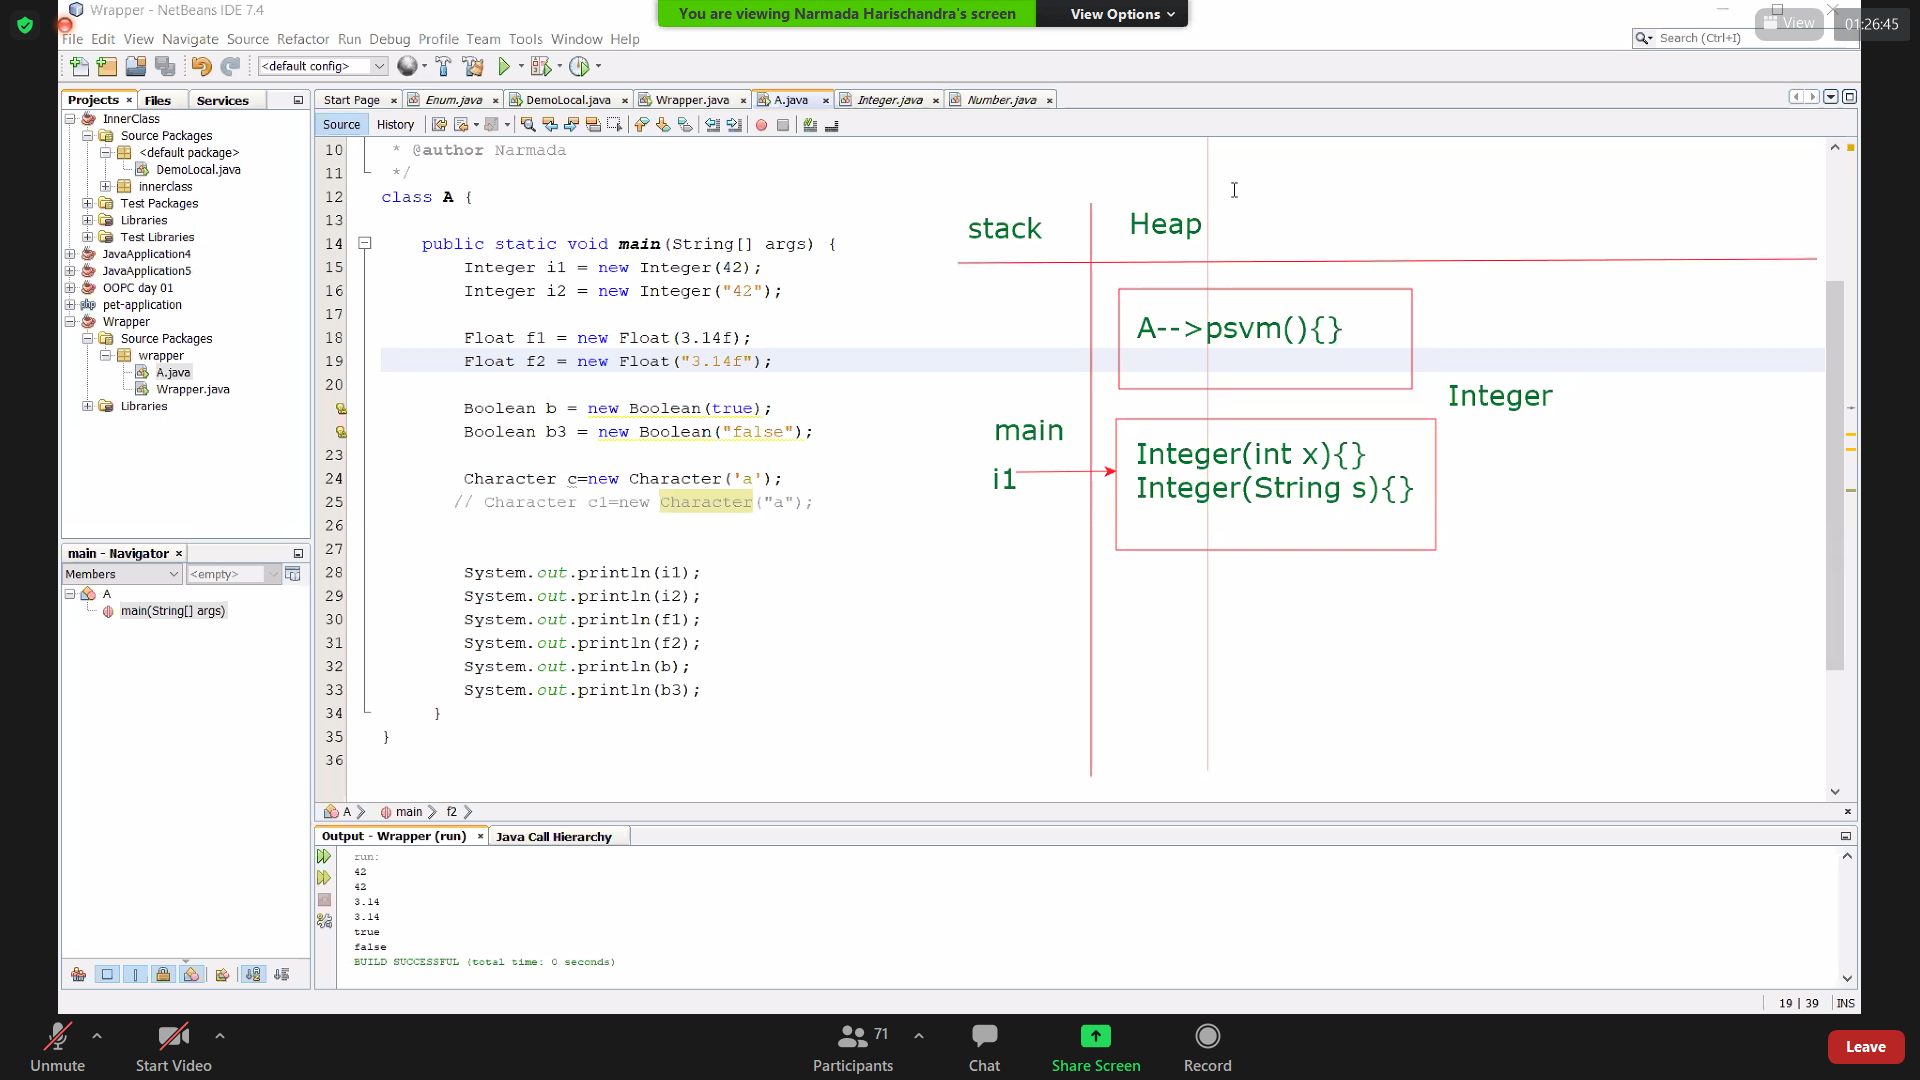 Wrapper - NetBeans IDE 7.4
You are viewing Narmada Harischandra's screen
View Options
View
01:26:45
File Edit View Navigate Source Refactor Run Debug Profile Team Tools Window Help
Search (Ctrl+I)
<default config>
Projects Files Services
Start Page Enum.java DemoLocal.java Wrapper.java A.java Integer.java Number.java
Source History
InnerClass
Source Packages
<default package>
DemoLocal.java
innerclass
Test Packages
Libraries
Test Libraries
JavaApplication4
JavaApplication5
OOPC day 01
pet-application
Wrapper
Source Packages
wrapper
A.java
Wrapper.java
Libraries
main - Navigator
Members <empty>
A
main(String[] args)
10 * @author Narmada
11 */
12 class A {
13
14 public static void main(String[] args) {
15 Integer i1 = new Integer(42);
16 Integer i2 = new Integer("42");
17
18 Float f1 = new Float(3.14f);
19 Float f2 = new Float("3.14f");
20
Boolean b = new Boolean(true);
Boolean b3 = new Boolean("false");
23
24 Character c=new Character('a');
25 // Character c1=new Character("a");
26
27
28 System.out.println(i1);
29 System.out.println(i2);
30 System.out.println(f1);
31 System.out.println(f2);
32 System.out.println(b);
33 System.out.println(b3);
34 }
35 }
36
stack Heap
A-->psvm(){}
Integer
main
i1
Integer(int x){}
Integer(String s){}
A main f2
Output - Wrapper (run) Java Call Hierarchy
run:
42
42
3.14
3.14
true
false
BUILD SUCCESSFUL (total time: 0 seconds)
19 | 39 INS
Unmute
Start Video
71
Participants
Chat
Share Screen
Record
Leave